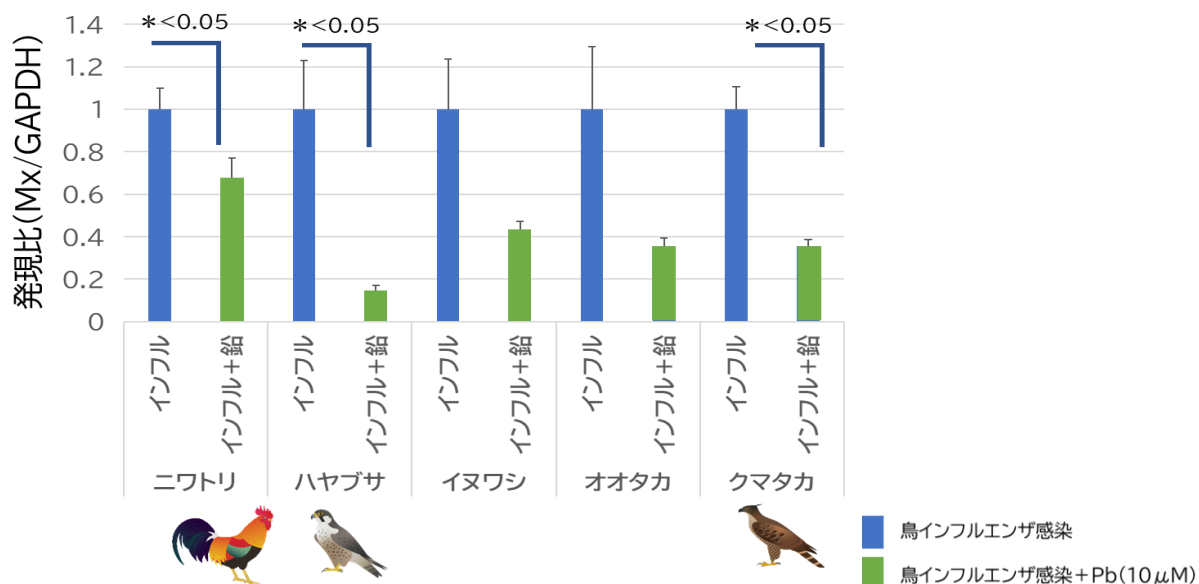 発現比(Mx/GAPDH)
1.4
1.2
1
0.8
0.6
0.4
0.2
0
*<0.05
*<0.05
*<0.05
インフル
インフル+鉛
インフル
インフル+鉛
インフル
インフル+鉛
インフル
インフル+鉛
インフル
インフル+鉛
ニワトリ
ハヤブサ
イヌワシ
オオタカ
クマタカ
鳥インフルエンザ感染
鳥インフルエンザ感染+Pb(10μM)